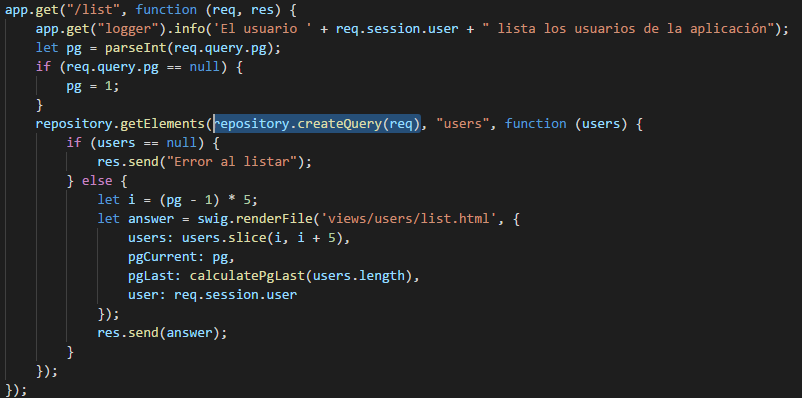 app.get("/list", function (req, res) {
    app.get("logger").info('El usuario ' + req.session.user + " lista los usuarios de la aplicación");
    let pg = parseInt(req.query.pg);
    if (req.query.pg == null) {
        pg = 1;
    }
    repository.getElements(repository.createQuery(req), "users", function (users) {
        if (users == null) {
            res.send("Error al listar");
        } else {
            let i = (pg - 1) * 5;
            let answer = swig.renderFile('views/users/list.html', {
                users: users.slice(i, i + 5),
                pgCurrent: pg,
                pgLast: calculatePgLast(users.length),
                user: req.session.user
            });
            res.send(answer);
        }
    });
});